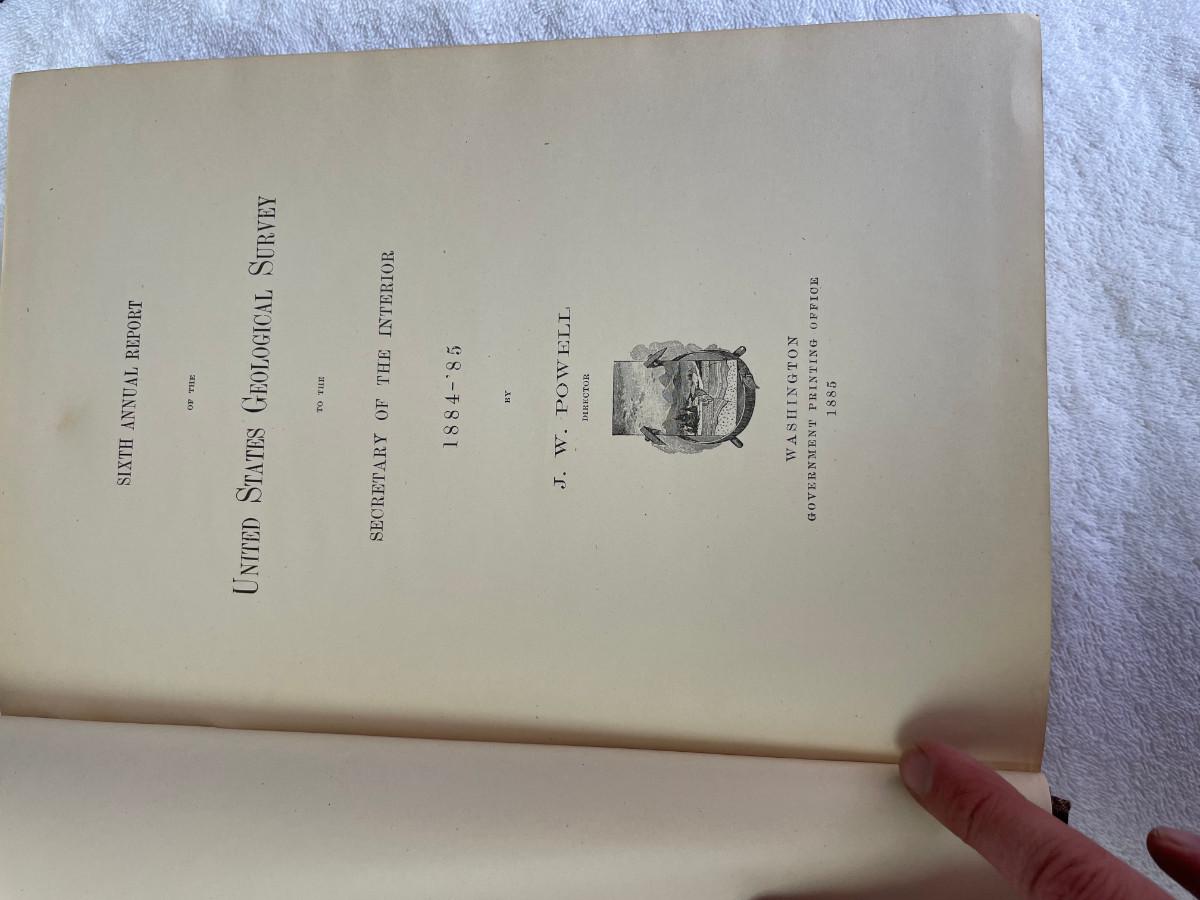 SIXTH ANNUAL REPORT
OF THE
UNITED STATES GEOLOGICAL SURVEY
TO THE
SECRETARY OF THE INTERIOR
1884–'85
BY
J. W. POWELL
DIRECTOR
WASHINGTON
GOVERNMENT PRINTING OFFICE
1885